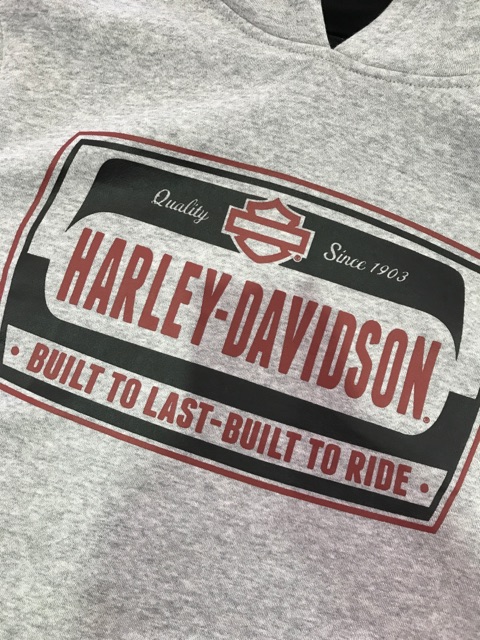 Quality Since 1903
HARLEY-DAVIDSON®
• BUILT TO LAST-BUILT TO RIDE •